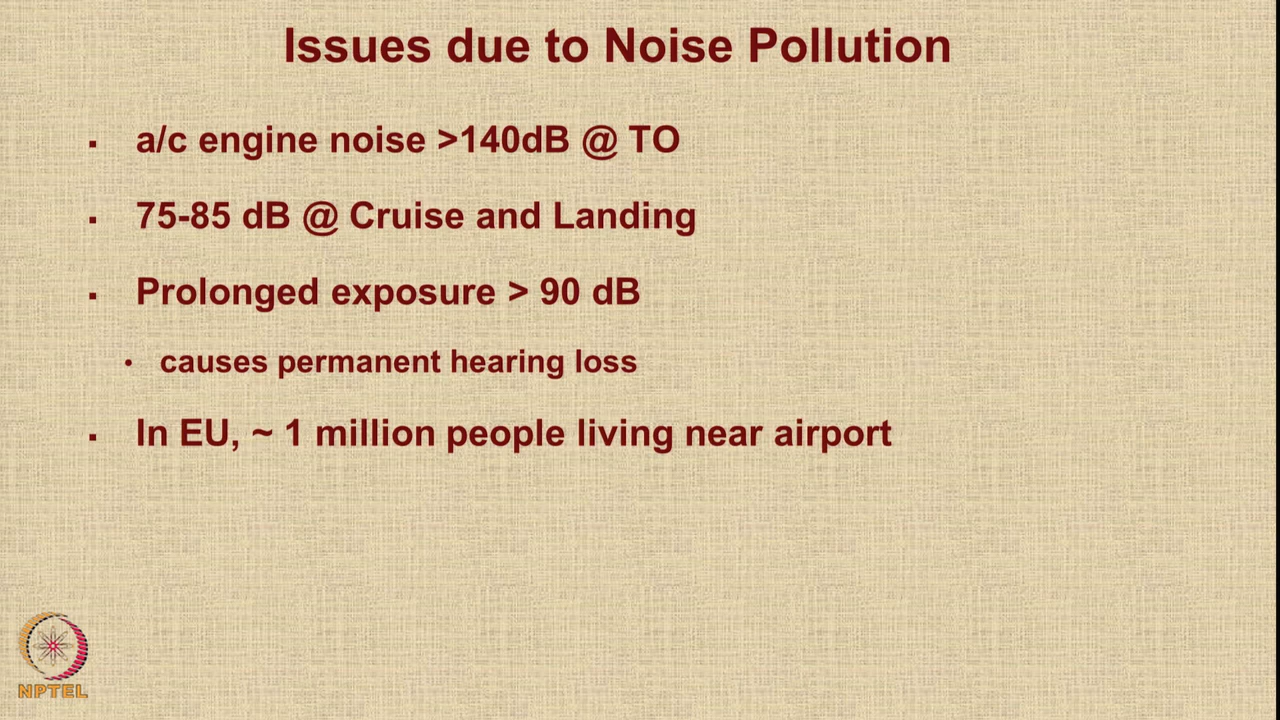 Issues due to Noise Pollution
▪ a/c engine noise >140dB @ TO
▪ 75-85 dB @ Cruise and Landing
▪ Prolonged exposure > 90 dB
• causes permanent hearing loss
▪ In EU, ~ 1 million people living near airport
NPTEL